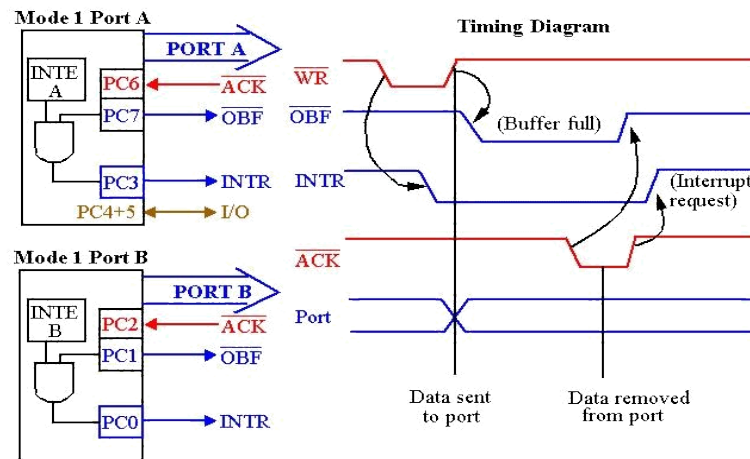 Mode 1 Port A
PORT A
INTE
A
PC6
ACK
PC7
OBF
PC3
INTR
PC4+5
I/O
Mode 1 Port B
PORT B
INTE
B
PC2
ACK
PC1
OBF
PC0
INTR
Timing Diagram
WR
OBF
(Buffer full)
INTR
(Interrupt
request)
ACK
Port
Data sent
to port
Data removed
from port